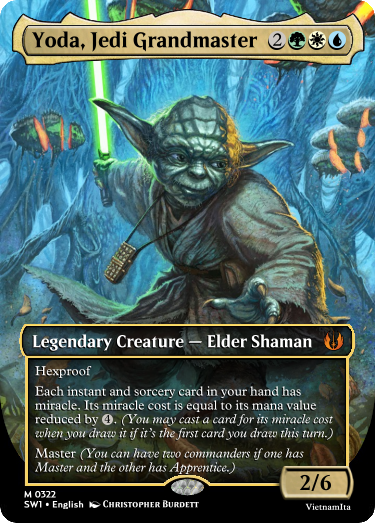 Yoda, Jedi Grandmaster 2
Legendary Creature — Elder Shaman
Hexproof
Each instant and sorcery card in your hand has
miracle. Its miracle cost is equal to its mana value
reduced by 4. (You may cast a card for its miracle cost
when you draw it if it's the first card you draw this turn.)
Master (You can have two commanders if one has
Master and the other has Apprentice.)
2/6
M 0322
SW1 • English Christopher Burdett
VietnamIta